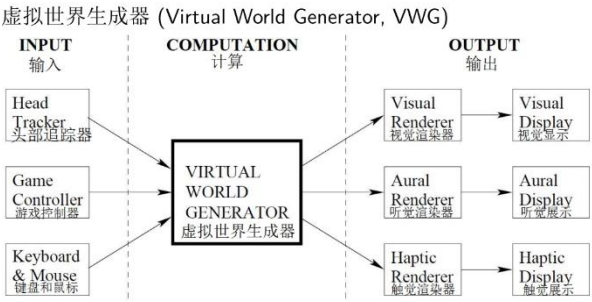 虚拟世界生成器 (Virtual World Generator, VWG)
INPUT
输入
COMPUTATION
计算
OUTPUT
输出
Head
Tracker
头部追踪器
Game
Controller
游戏控制器
Keyboard
& Mouse
键盘和鼠标
VIRTUAL
WORLD
GENERATOR
虚拟世界生成器
Visual
Renderer
视觉渲染器
Visual
Display
视觉显示
Aural
Renderer
听觉渲染器
Aural
Display
听觉展示
Haptic
Renderer
触觉渲染器
Haptic
Display
触觉展示